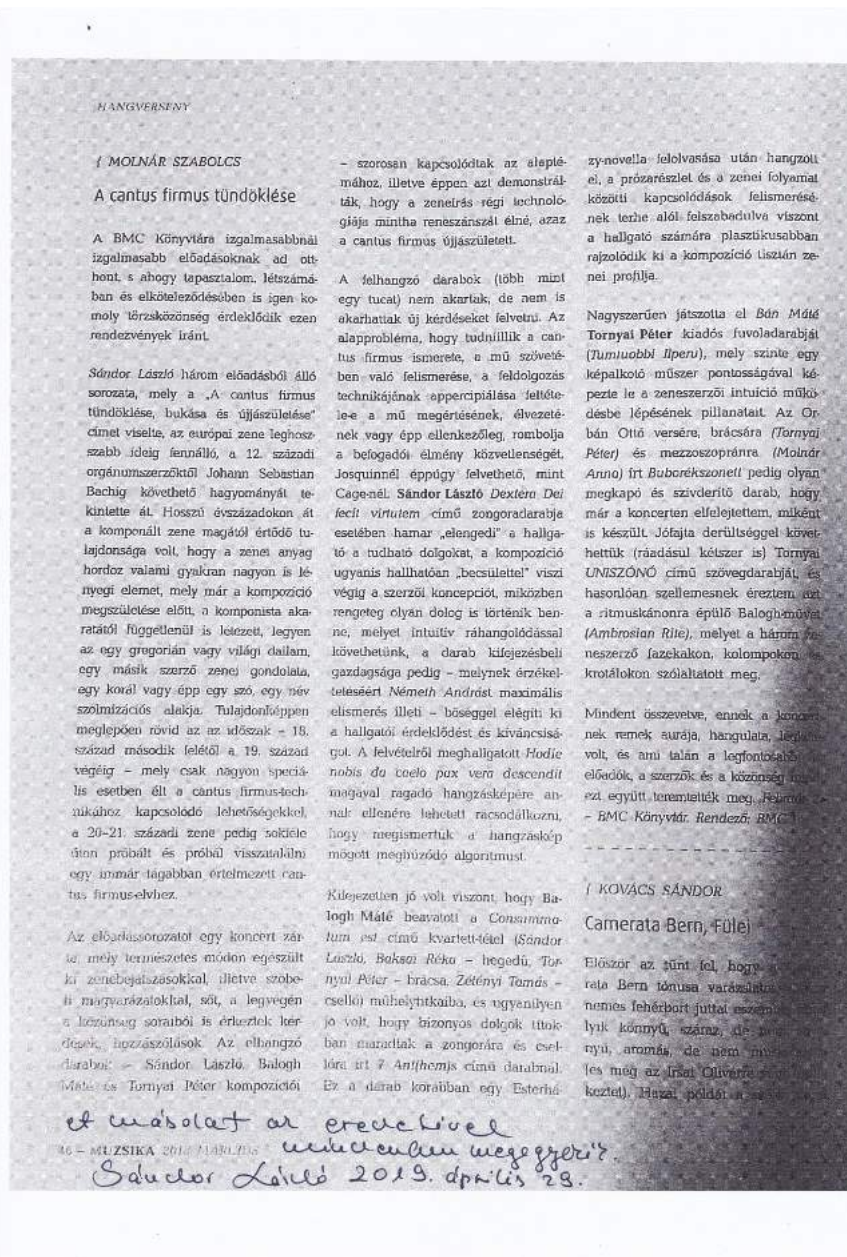 HANGVERSENY
{ MOLNÁR SZABOLCS
A cantus firmus tündöklése
A BMC Könyvtára izgalmasabbnál
izgalmasabb előadásoknak ad ott-
hont, s ahogy tapasztalom, létszámá-
ban és elköteleződésében is igen ko-
moly törzsközönség érdeklődik ezen
rendezvények iránt.
Sándor László három előadásból álló
sorozata, mely a „A cantus firmus
tündöklése, bukása és újjászületése"
címet viselte, az európai zene leghosz-
szabb ideig fennálló, a 12. századi
orgánumszerzőktől Johann Sebastian
Bachig követhető hagyományát te-
kintette át. Hosszú évszázadokon át
a komponált zene magától értődő tu-
lajdonsága volt, hogy a zenei anyag
hordoz valami gyakran nagyon is lé-
nyegi elemet, mely már a kompozíció
megszületése előtt, a komponista aka-
ratától függetlenül is létezett, legyen
az egy gregorián vagy világi dallam,
egy másik szerző zenei gondolata,
egy korál vagy épp egy szó, egy név
szolmizációs alakja. Tulajdonképpen
meglepően rövid az az időszak – 18.
század második felétől a 19. század
végéig – mely csak nagyon speciá-
lis esetben élt a cantus firmus-tech-
nikához kapcsolódó lehetőségekkel,
a 20–21. századi zene pedig sokféle
úton próbált és próbál visszatalálni
egy immár tágabban értelmezett can-
tus firmus-elvhez.
Az előadássorozatot egy koncert zár-
ta, mely természetes módon egészült
ki zenebejátszásokkal, illetve szóbe-
li magyarázatokkal, sőt, a legvégén
a közönség soraiból is érkeztek kér-
dések, hozzászólások. Az elhangzó
darabok – Sándor László, Balogh
Máté és Tornyai Péter kompozíciói
– szorosan kapcsolódtak az alapté-
mához, illetve éppen azt demonstrál-
ták, hogy a zeneírás régi technoló-
giája mintha reneszánszát élné, azaz
a cantus firmus újjászületett.
A felhangzó darabok (több mint
egy tucat) nem akartak, de nem is
akarhattak új kérdéseket felvetni. Az
alapprobléma, hogy tudniillik a can-
tus firmus ismerete, a mű szöveté-
ben való felismerése, a feldolgozás
technikájának appercipiálása feltéte-
le-e a mű megértésének, élvezeté-
nek vagy épp ellenkezőleg, rombolja
a befogadói élmény közvetlenségét,
Josquinnél éppúgy felvethető, mint
Cage-nél. Sándor László Dextera Dei
fecit virtutem című zongoradarabja
esetében hamar „elengedi" a hallga-
tó a tudható dolgokat, a kompozíció
ugyanis hallhatóan „becsülettel" viszi
végig a szerzői koncepciót, miközben
rengeteg olyan dolog is történik ben-
ne, melyet intuitív ráhangolódással
követhetünk, a darab kifejezésbeli
gazdagsága pedig – melynek érzékel-
tetéséért Németh Andrást maximális
elismerés illeti – bőséggel elégíti ki
a hallgatói érdeklődést és kíváncsisá-
got. A felvételről meghallgatott Hodie
nobis da coelo pax vera descendit
magával ragadó hangzásképére an-
nak ellenére lehetett rácsodálkozni,
hogy megismertük a hangzáskép
mögött meghúzódó algoritmust.
Kifejezetten jó volt viszont, hogy Ba-
logh Máté beavatott a Consumma-
tum est című kvartett-tétel (Sándor
László, Baksai Réka – hegedű, Tor-
nyai Péter – brácsa, Zétényi Tamás –
cselló) műhelytitkaiba, és ugyanilyen
jó volt, hogy bizonyos dolgok titok-
ban maradtak a zongorára és csel-
lóra írt 7 Anthemjs című darabnál.
Ez a darab korábban egy Esterhá-
zy-novella felolvasása után hangzott
el, a prózarészlet és a zenei folyamat
közötti kapcsolódások felismerésé-
nek terhe alól felszabadulva viszont
a hallgató számára plasztikusabban
rajzolódik ki a kompozíció tisztán ze-
nei profilja.
Nagyszerűen játszotta el Bán Máté
Tornyai Péter kiadós fuvoladarabját
(Tumtuobbi Ilperu), mely szinte egy
képalkotó műszer pontosságával ké-
pezte le a zeneszerzői intuíció műkö-
désbe lépésének pillanatait. Az Or-
bán Ottó versére, brácsára (Tornyai
Péter) és mezzoszopránra (Molnár
Anna) írt Buborékszonett pedig olyan
megkapó és szívderítő darab, hogy
már a koncerten elfelejtettem, miként
is készült. Jófajta derültséggel követ-
hettük (ráadásul kétszer is) Tornyai
UNISZÓNÓ című szövegdarabját, és
hasonlóan szellemesnek éreztem azt
a ritmuskánonra épülő Balogh-művet
(Ambrosian Rite), melyet a három
neszerző fazekakon, kolompokon
krotálokon szólaltatott meg.
Mindent összevetve, ennek a
nek remek aurája, hangulata,
volt, és ami talán a legfontosabb
előadók, a szerzők és a közönség
ezt együtt teremtették meg.
– BMC Könyvtár. Rendező: BMC
{ KOVÁCS SÁNDOR
Camerata Bern, Fülei
Először az tűnt fel, hogy
rata Bern tónusa
nemes fehérbort juttat
lyik könnyű, száraz, de
nyú, aromás, de nem
jes még az Irsai Olivérre
keztet). Hazai példát
A másolat az eredetivel
46 – MUZSIKA mindenben megegyezik.
Sándor László 2019. április 29.